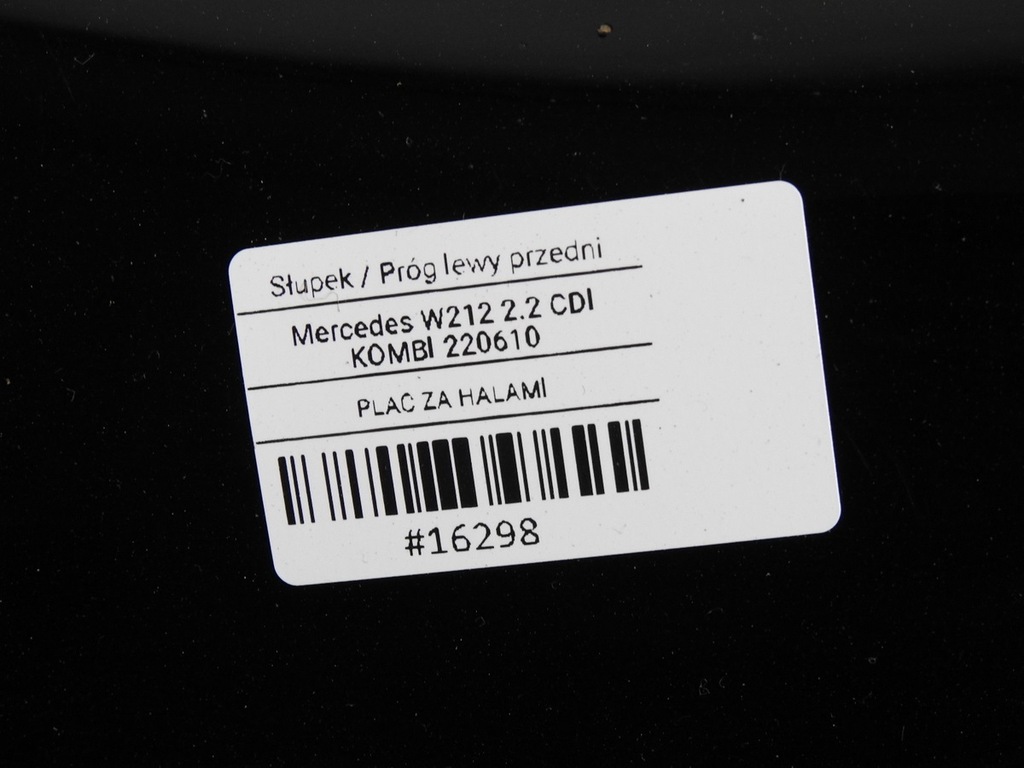 Słupek / Próg lewy przedni
Mercedes W212 2.2 CDI
KOMBI 220610
PLAC ZA HALAMI
#16298